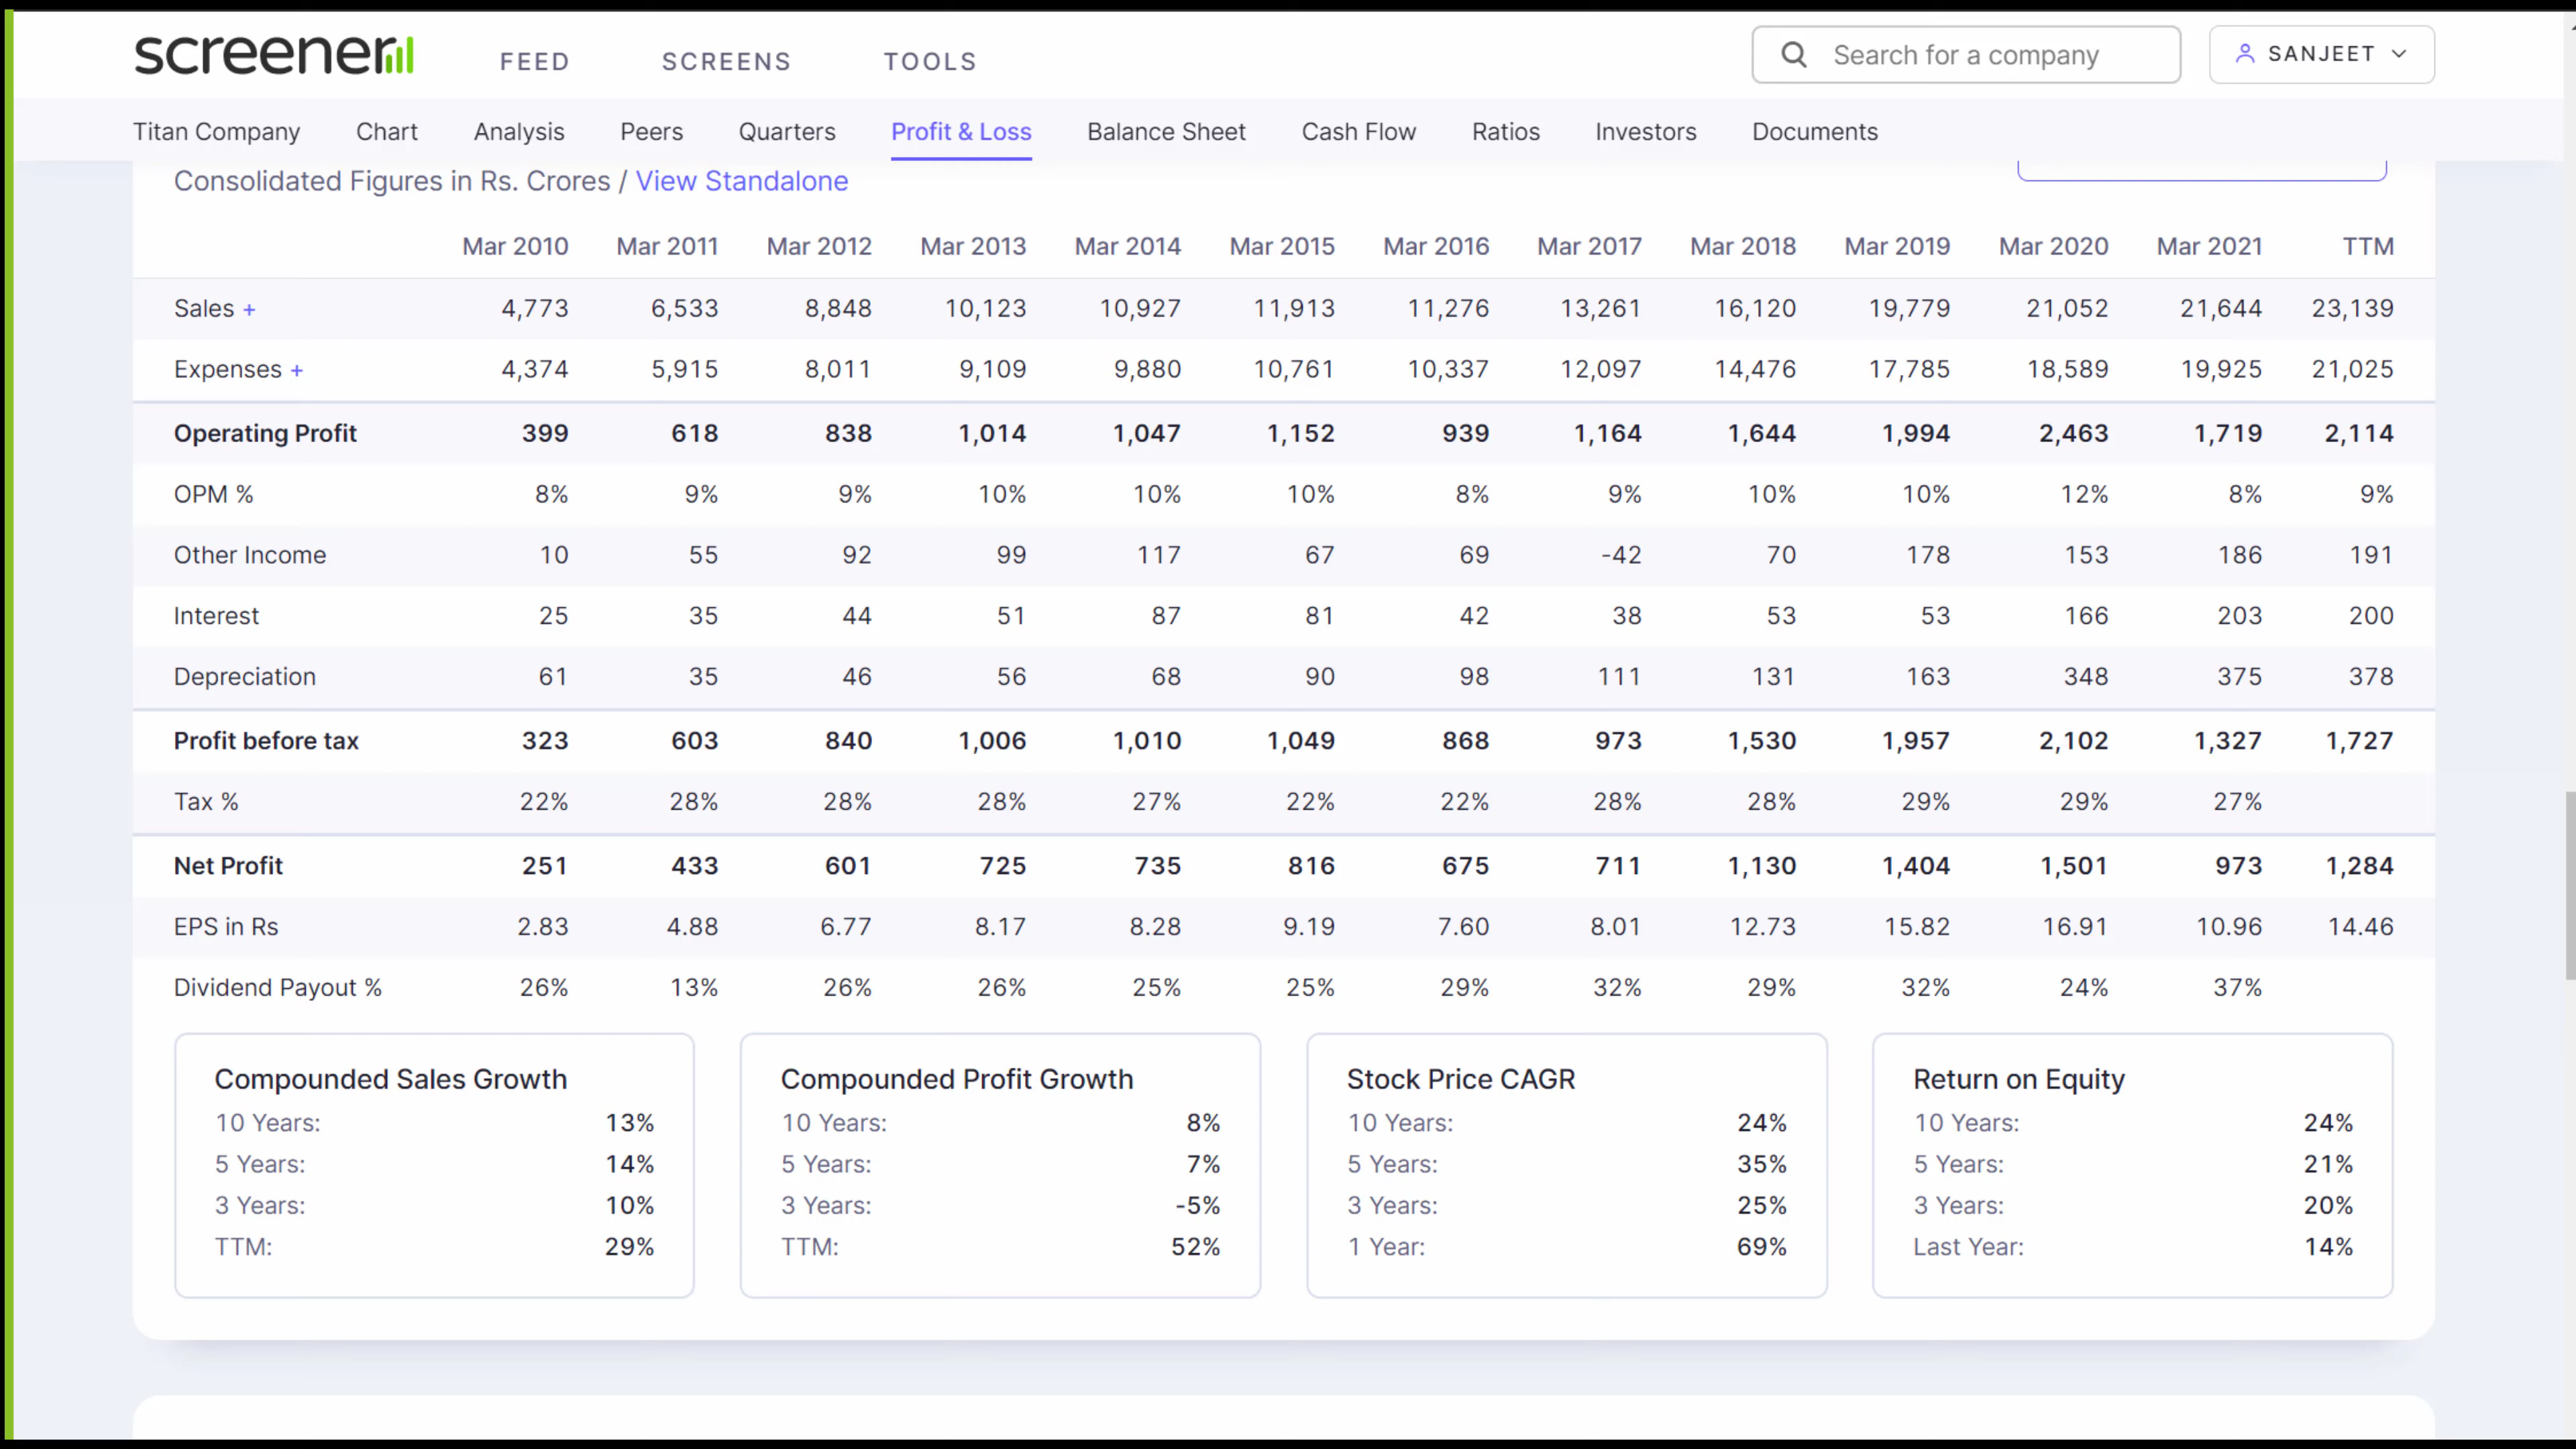 screener FEED SCREENS TOOLS Search for a company SANJEET
Titan Company Chart Analysis Peers Quarters Profit & Loss Balance Sheet Cash Flow Ratios Investors Documents
Consolidated Figures in Rs. Crores / View Standalone
Mar 2010 Mar 2011 Mar 2012 Mar 2013 Mar 2014 Mar 2015 Mar 2016 Mar 2017 Mar 2018 Mar 2019 Mar 2020 Mar 2021 TTM
Sales + 4,773 6,533 8,848 10,123 10,927 11,913 11,276 13,261 16,120 19,779 21,052 21,644 23,139
Expenses + 4,374 5,915 8,011 9,109 9,880 10,761 10,337 12,097 14,476 17,785 18,589 19,925 21,025
Operating Profit 399 618 838 1,014 1,047 1,152 939 1,164 1,644 1,994 2,463 1,719 2,114
OPM % 8% 9% 9% 10% 10% 10% 8% 9% 10% 10% 12% 8% 9%
Other Income 10 55 92 99 117 67 69 -42 70 178 153 186 191
Interest 25 35 44 51 87 81 42 38 53 53 166 203 200
Depreciation 61 35 46 56 68 90 98 111 131 163 348 375 378
Profit before tax 323 603 840 1,006 1,010 1,049 868 973 1,530 1,957 2,102 1,327 1,727
Tax % 22% 28% 28% 28% 27% 22% 22% 28% 28% 29% 29% 27%
Net Profit 251 433 601 725 735 816 675 711 1,130 1,404 1,501 973 1,284
EPS in Rs 2.83 4.88 6.77 8.17 8.28 9.19 7.60 8.01 12.73 15.82 16.91 10.96 14.46
Dividend Payout % 26% 13% 26% 26% 25% 25% 29% 32% 29% 32% 24% 37%
Compounded Sales Growth
10 Years: 13%
5 Years: 14%
3 Years: 10%
TTM: 29%
Compounded Profit Growth
10 Years: 8%
5 Years: 7%
3 Years: -5%
TTM: 52%
Stock Price CAGR
10 Years: 24%
5 Years: 35%
3 Years: 25%
1 Year: 69%
Return on Equity
10 Years: 24%
5 Years: 21%
3 Years: 20%
Last Year: 14%